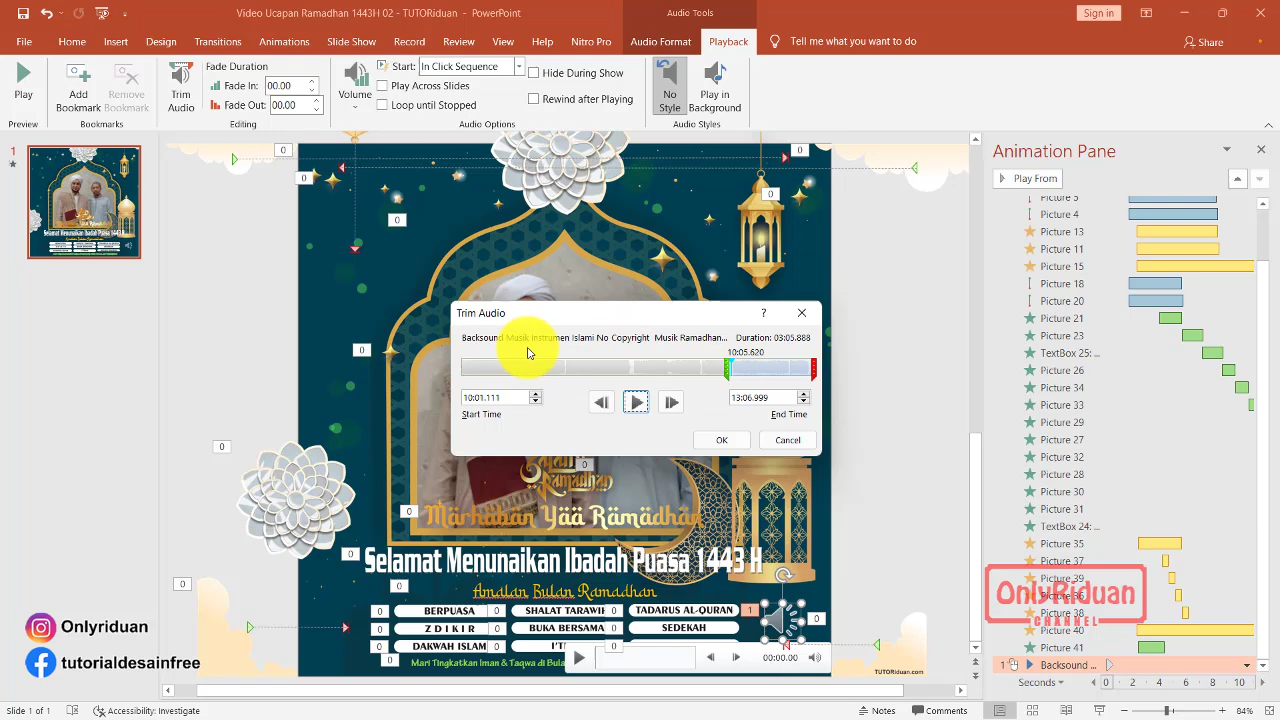 Video Ucapan Ramadhan 1443H 02 - TUTORiduan - PowerPoint
Audio Tools
Sign in
File Home Insert Design Transitions Animations Slide Show Record Review View Help Nitro Pro Audio Format Playback Tell me what you want to do Share
Play
Preview
Add Bookmark
Remove Bookmark
Bookmarks
Trim Audio
Fade Duration
Fade In: 00.00
Fade Out: 00.00
Editing
Volume
Start: In Click Sequence
Play Across Slides
Loop until Stopped
Hide During Show
Rewind after Playing
Audio Options
No Style
Play in Background
Audio Styles
1
Trim Audio
Backsound Musik Instrumen Islami No Copyright Musik Ramadhan... Duration: 03:05.888
10:05.620
10:01.111
13:06.999
Start Time
End Time
OK
Cancel
Ramadhan
Marhaban Yaa Ramadhan
Selamat Menunaikan Ibadah Puasa 1443 H
Amalan Bulan Ramadhan
BERPUASA
SHALAT TARAWIH
TADARUS AL-QURAN
Z D I K I R
BUKA BERSAMA
SEDEKAH
DAKWAH ISLAM
I'T
Mari Tingkatkan Iman & Taqwa di Bula
00:00.00
TUTORiduan.com
Onlyriduan
tutorialdesainfree
Animation Pane
Play From
Picture 4
Picture 13
Picture 11
Picture 15
Picture 18
Picture 20
Picture 21
Picture 23
TextBox 25: ...
Picture 26
Picture 34
Picture 33
Picture 29
Picture 27
Picture 32
Picture 28
Picture 30
Picture 31
TextBox 24: ...
Picture 35
Picture 37
Picture 39
Picture 36
Picture 38
Picture 40
Picture 41
Backsound ...
Seconds 0 2 4 6 8 10
OnlyRiduan
CHANNEL
Slide 1 of 1
Accessibility: Investigate
Notes
Comments
84%